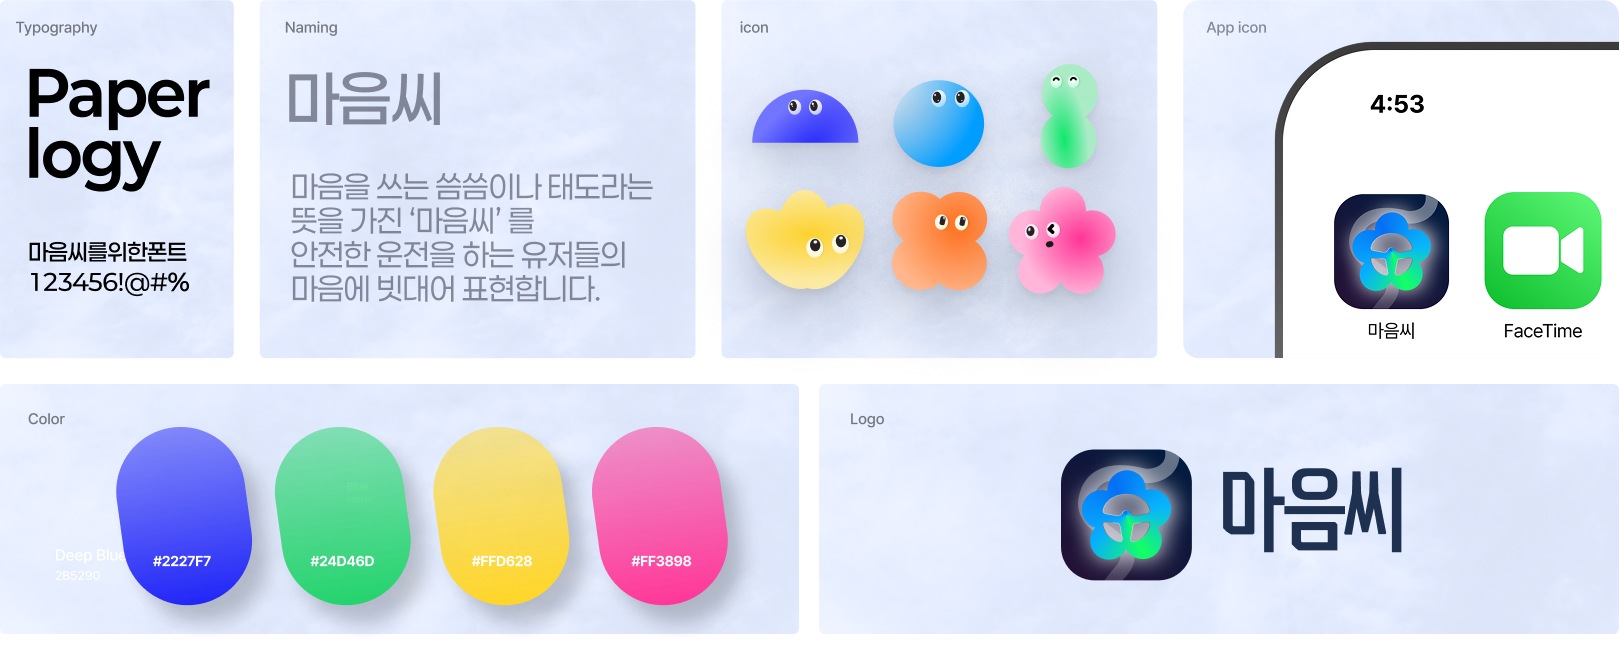 Typography
Paper
logy
마음씨를위한폰트
123456!@#%
Naming
마음씨
마음을 쓰는 씀씀이나 태도라는
뜻을 가진 ‘마음씨’ 를
안전한 운전을 하는 유저들의
마음에 빗대어 표현합니다.
icon
App icon
4:53
마음씨
FaceTime
Color
Deep Blue
2B5290
#2227F7
#24D46D
#FFD628
#FF3898
Logo
마음씨